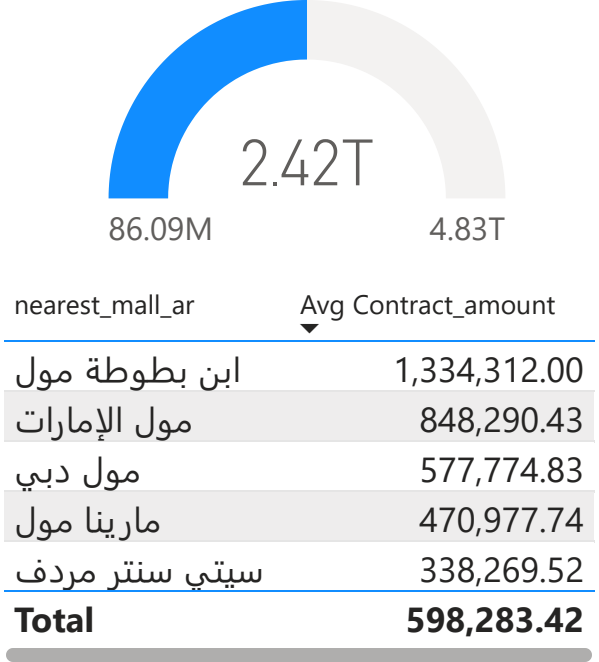 2.42T
86.09M 4.83T
nearest_mall_ar Avg Contract_amount
ابن بطوطة مول 1,334,312.00
مول الإمارات 848,290.43
مول دبي 577,774.83
مارينا مول 470,977.74
سيتي سنتر مردف 338,269.52
Total 598,283.42